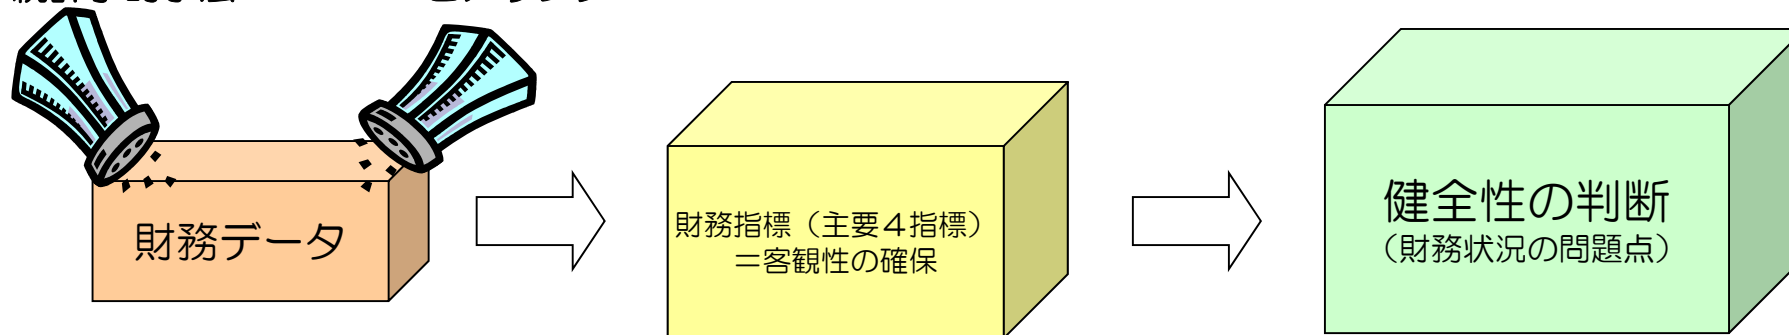 財務データ
財務指標（主要４指標）
＝客観性の確保
健全性の判断
（財務状況の問題点）